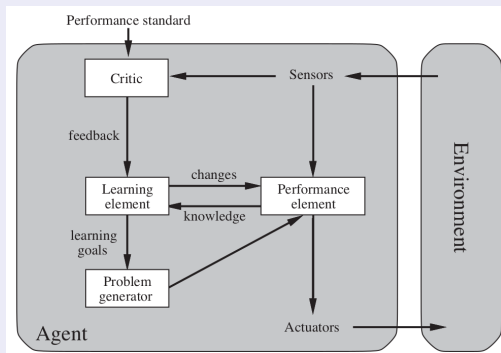 Performance standard
Critic
Sensors
feedback
changes
Learning
element
Performance
element
knowledge
learning
goals
Problem
generator
Agent
Actuators
Environment